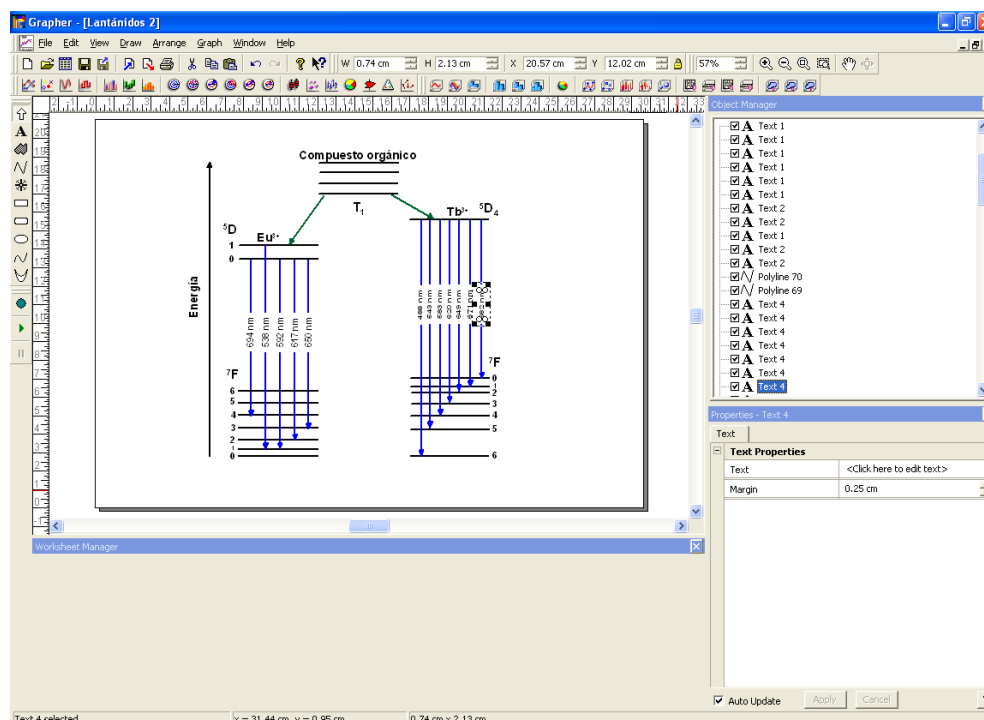 Grapher - [Lantánidos 2]
File Edit View Draw Arrange Graph Window Help
W 0.74 cm H 2.13 cm X 20.57 cm Y 12.02 cm 57%
Object Manager
Text 1
Text 1
Text 1
Text 1
Text 1
Text 1
Text 2
Text 2
Text 1
Text 2
Text 2
Polyline 70
Polyline 69
Text 4
Text 4
Text 4
Text 4
Text 4
Text 4
Text 4
Compuesto orgánico
T1
Tb3+ 5D4
5D
Eu3+
1
0
Energía
694 nm 538 nm 592 nm 617 nm 650 nm
488 nm 543 nm 583 nm 620 nm 649 nm 671 nm
7F
6
5
4
3
2
1
0
7F
0
1
2
3
4
5
6
Properties - Text 4
Text
Text Properties
Text <Click here to edit text>
Margin 0.25 cm
Worksheet Manager
Auto Update Apply Cancel
Text 4 selected x = 31.44 cm, y = 0.95 cm 0.74 cm x 2.13 cm